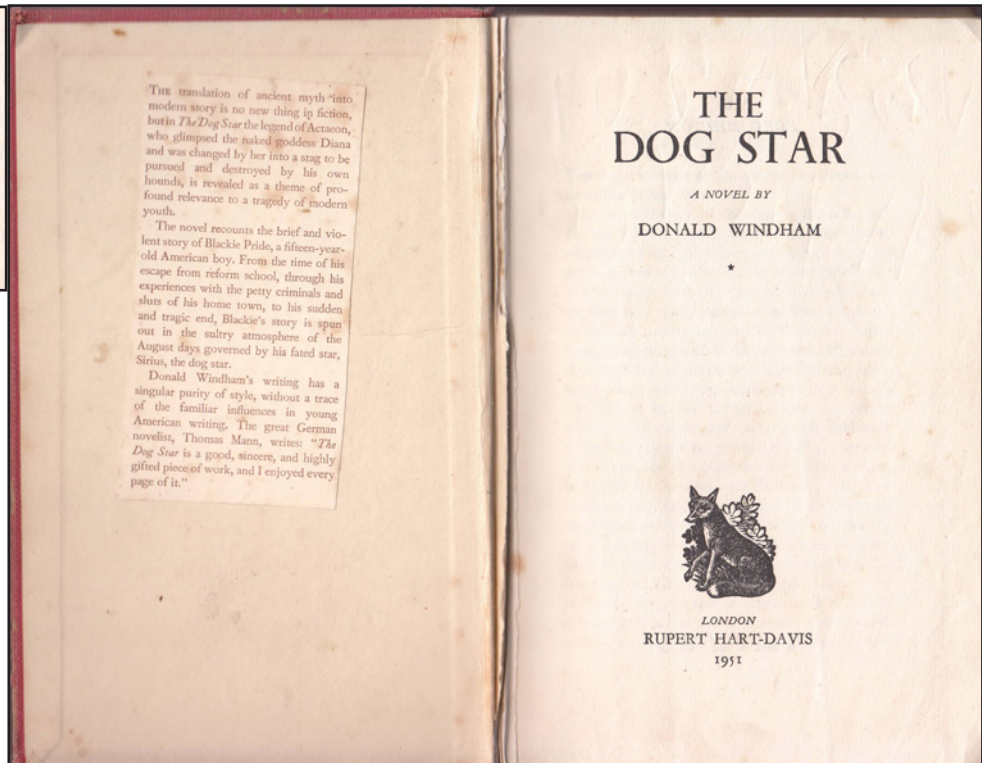 THE translation of ancient myth into
modern story is no new thing in fiction,
but in The Dog Star the legend of Actaeon,
who glimpsed the naked goddess Diana
and was changed by her into a stag to be
pursued and destroyed by his own
hounds, is revealed as a theme of pro-
found relevance to a tragedy of modern
youth.
The novel recounts the brief and vio-
lent story of Blackie Pride, a fifteen-year-
old American boy. From the time of his
escape from reform school, through his
experiences with the petty criminals and
sluts of his home town, to his sudden
and tragic end, Blackie's story is spun
out in the sultry atmosphere of the
August days governed by his fated star,
Sirius, the dog star.
Donald Windham's writing has a
singular purity of style, without a trace
of the familiar influences in young
American writing. The great German
novelist, Thomas Mann, writes: "The
Dog Star is a good, sincere, and highly
gifted piece of work, and I enjoyed every
page of it."
THE
DOG STAR
A NOVEL BY
DONALD WINDHAM
LONDON
RUPERT HART-DAVIS
1951